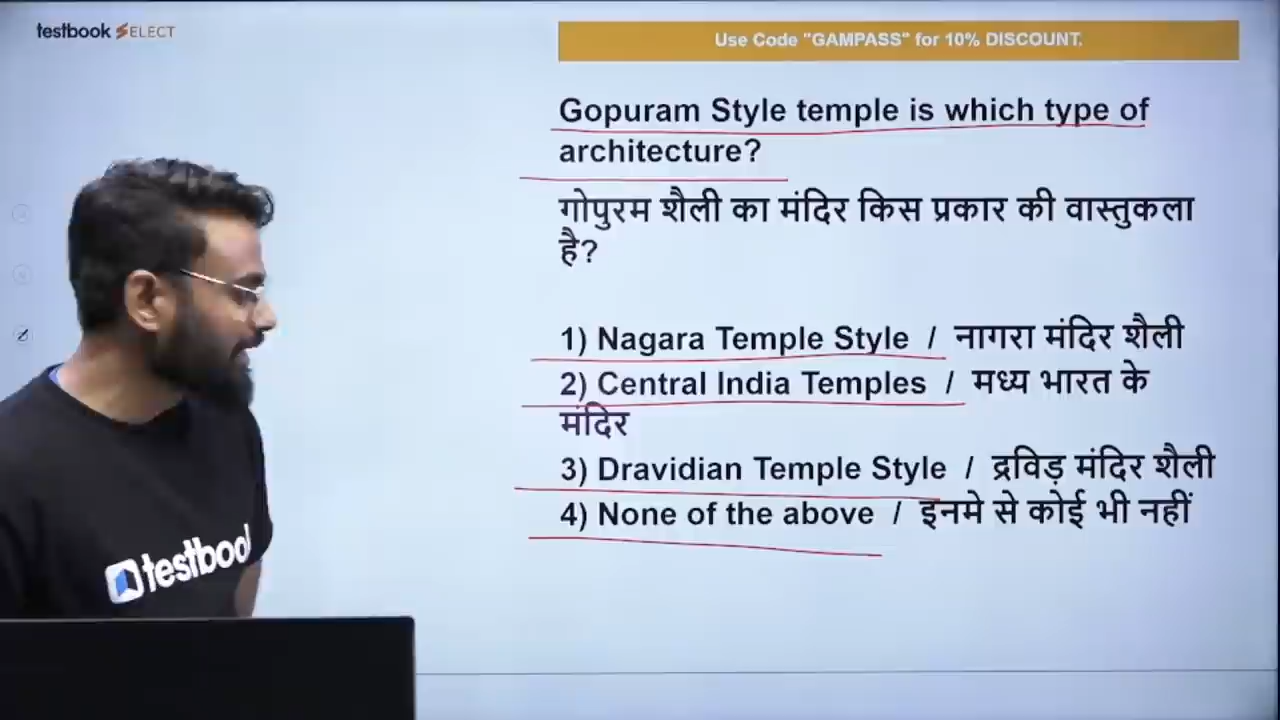 testbook SELECT
Use Code "GAMPASS" for 10% DISCOUNT.
Gopuram Style temple is which type of
architecture?
गोपुरम शैली का मंदिर किस प्रकार की वास्तुकला
है?
1) Nagara Temple Style / नागरा मंदिर शैली
2) Central India Temples / मध्य भारत के
मंदिर
3) Dravidian Temple Style / द्रविड़ मंदिर शैली
4) None of the above / इनमे से कोई भी नहीं
testbook